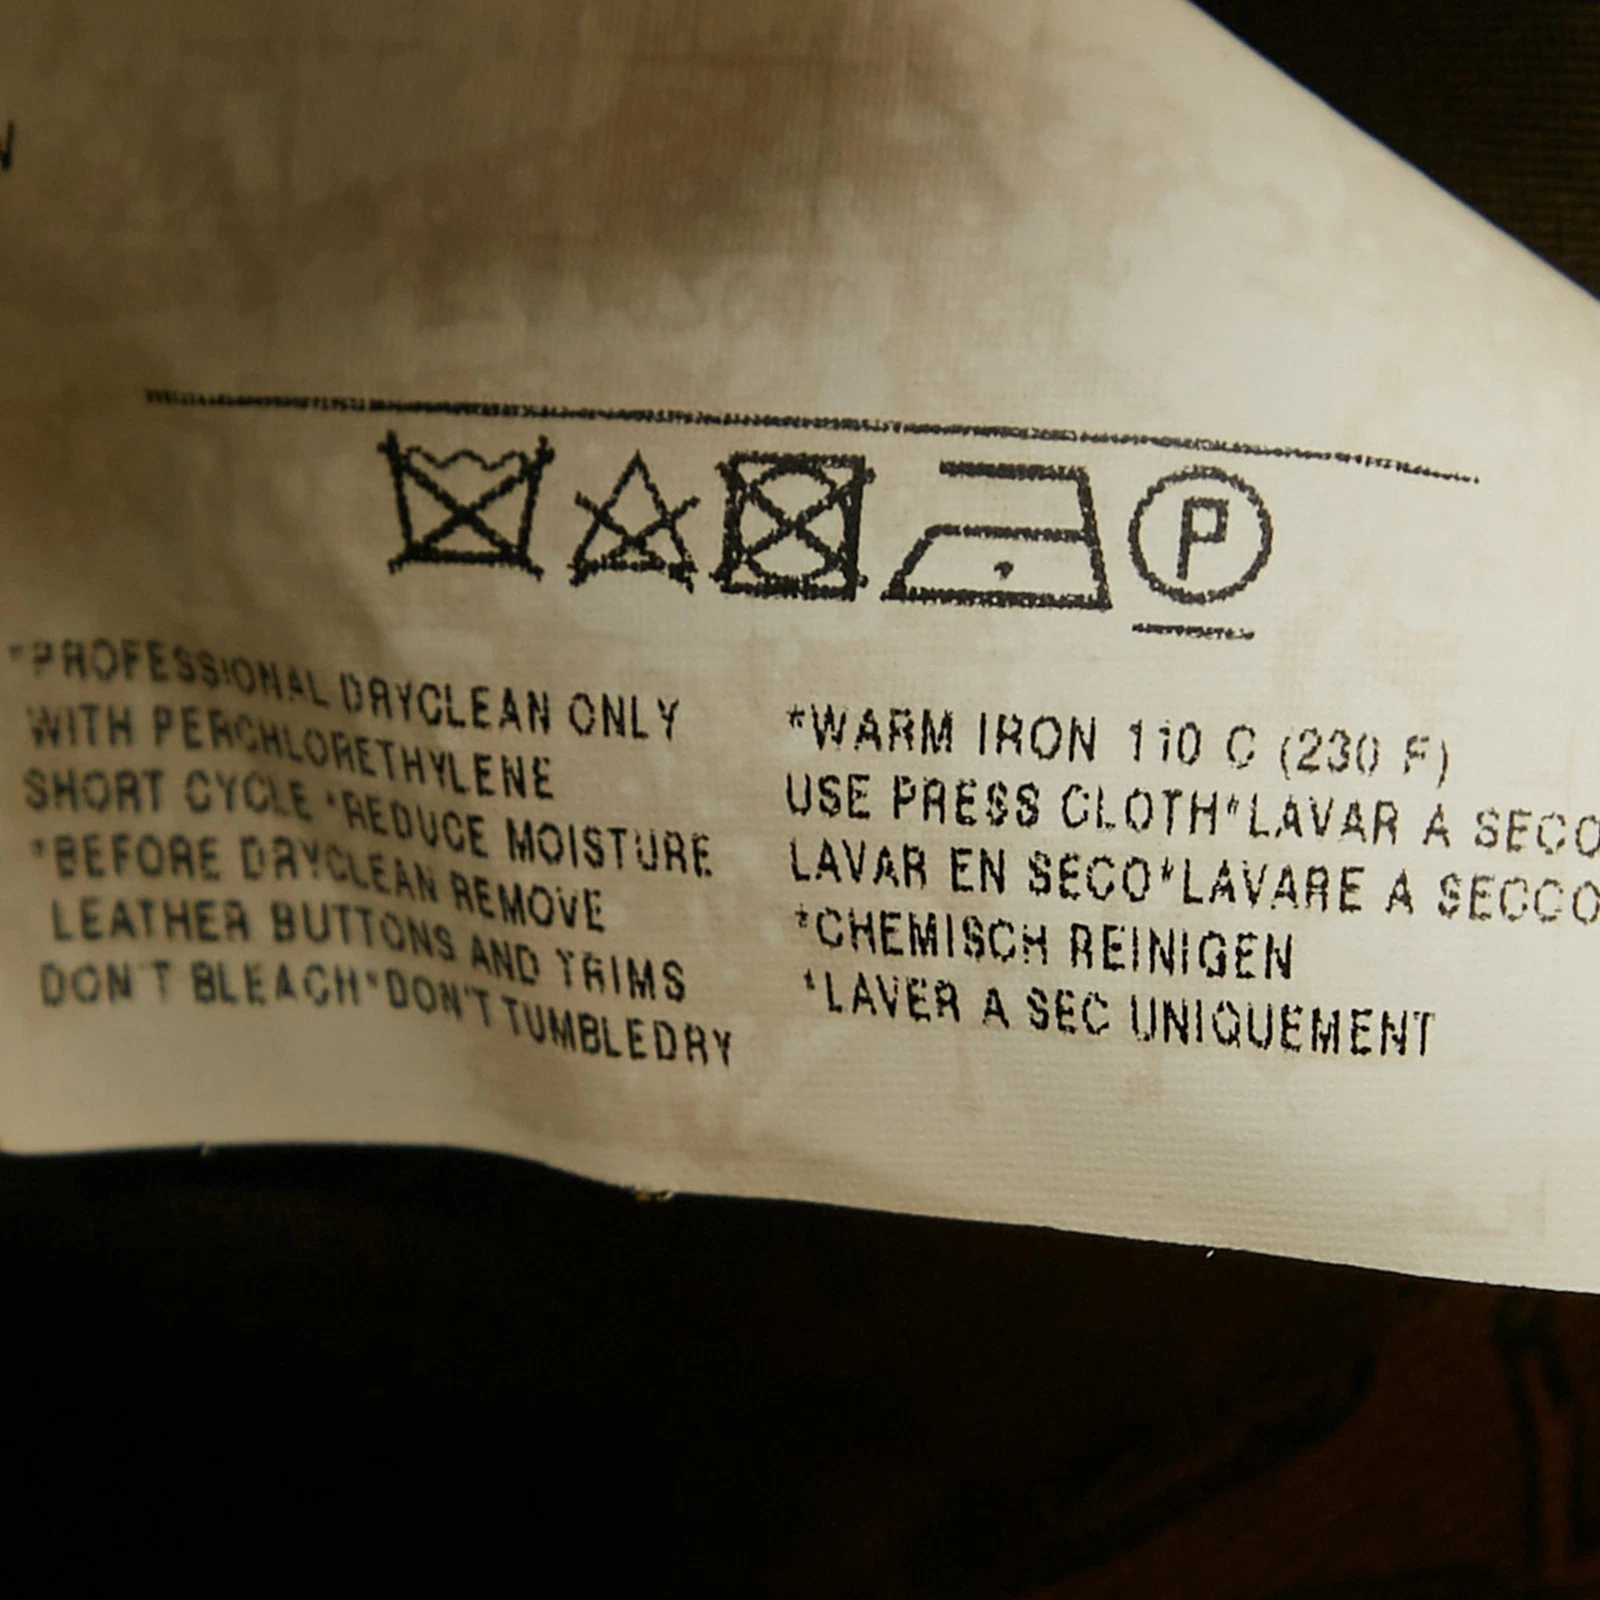 P
*PROFESSIONAL DRYCLEAN ONLY
WITH PERCHLORETHYLENE
SHORT CYCLE *REDUCE MOISTURE
*BEFORE DRYCLEAN REMOVE
LEATHER BUTTONS AND TRIMS
DON'T BLEACH*DON'T TUMBLEDRY
*WARM IRON 110 C (230 F)
USE PRESS CLOTH*LAVAR A SECO
LAVAR EN SECO*LAVARE A SECCO
*CHEMISCH REINIGEN
*LAVER A SEC UNIQUEMENT